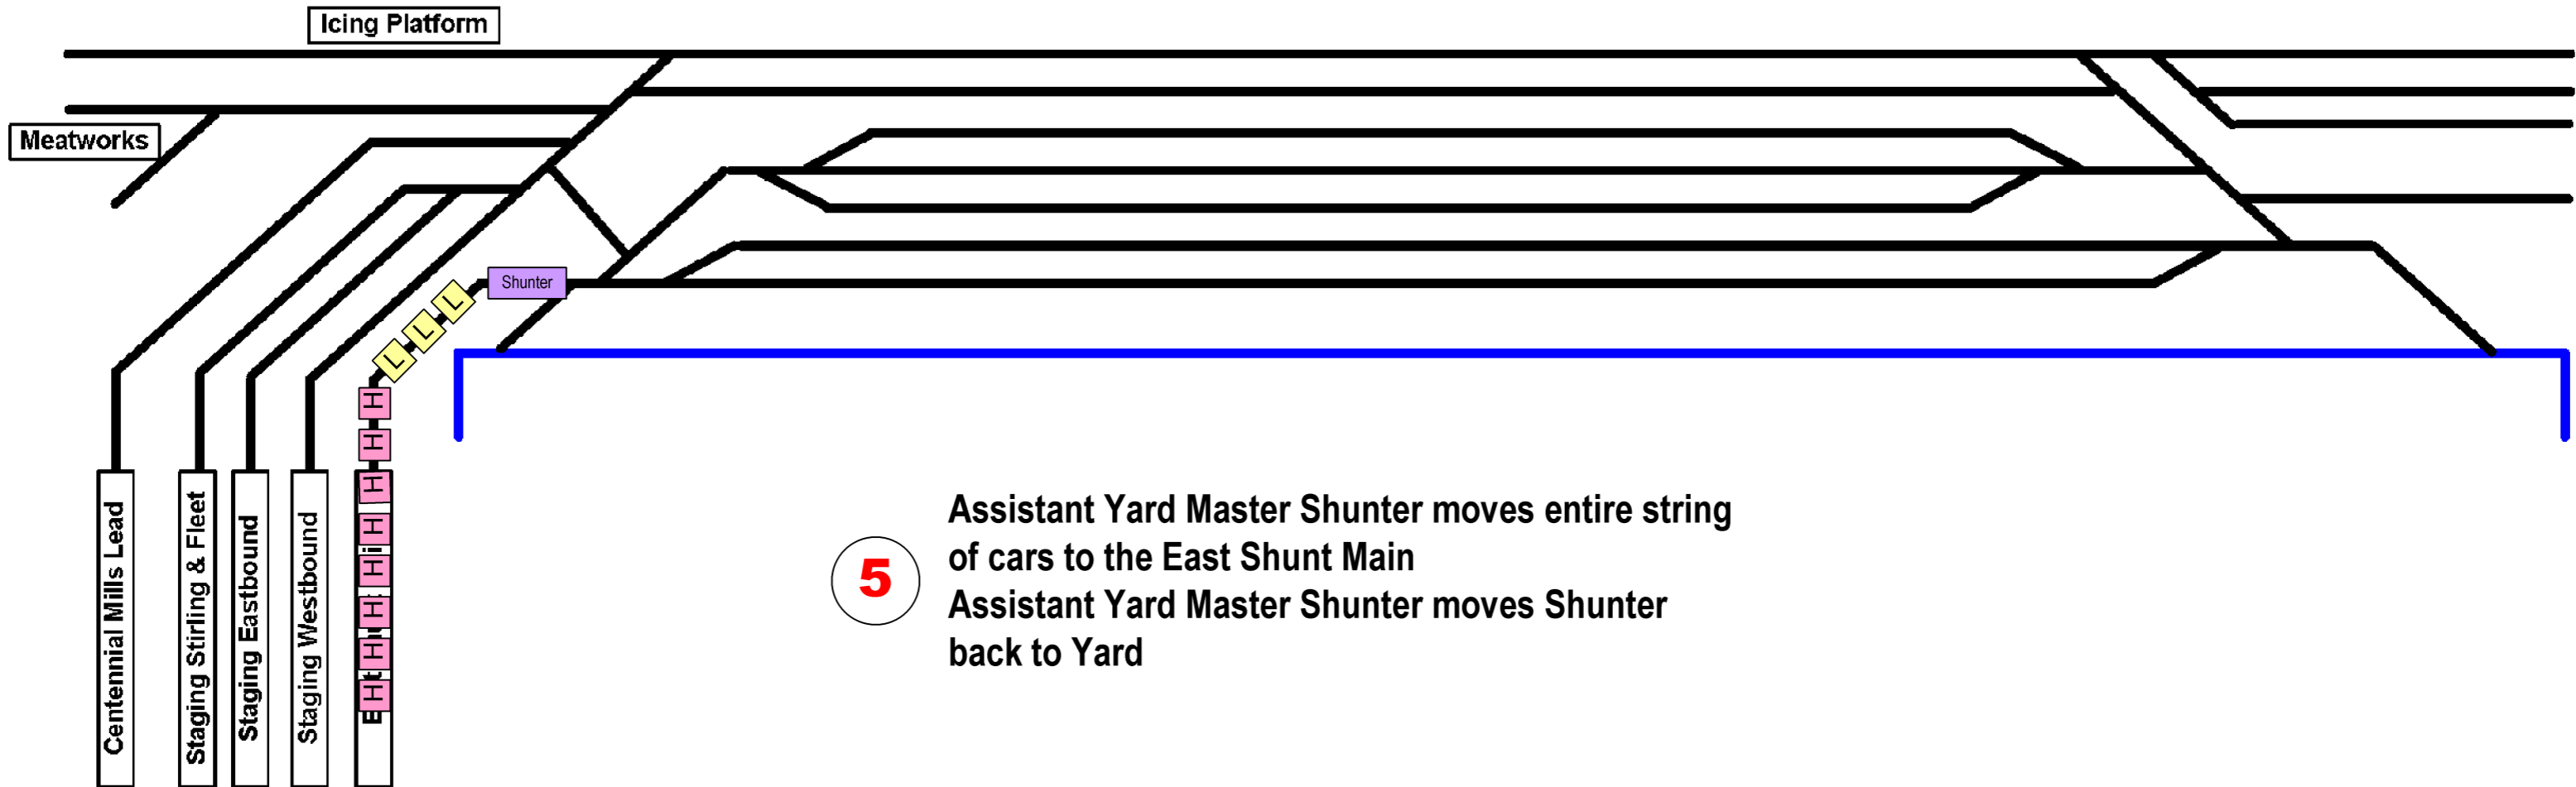 Icing Platform
Meatworks
Shunter
L
L
L
H
H
H
H
H
H
H
H
Centennial Mills Lead
Staging Stirling & Fleet
Staging Eastbound
Staging Westbound
5
Assistant Yard Master Shunter moves entire string
of cars to the East Shunt Main
Assistant Yard Master Shunter moves Shunter
back to Yard